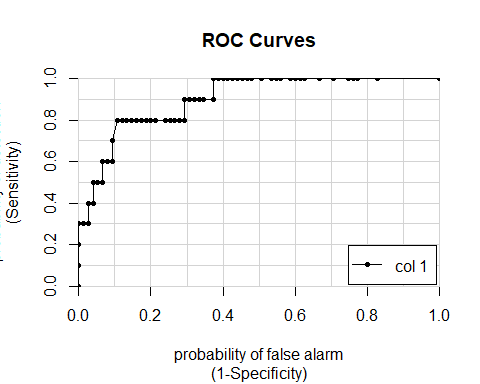 ROC Curves
(Sensitivity)
1.0
0.8
0.6
0.4
0.2
0.0
col 1
0.0 0.2 0.4 0.6 0.8 1.0
probability of false alarm
(1-Specificity)